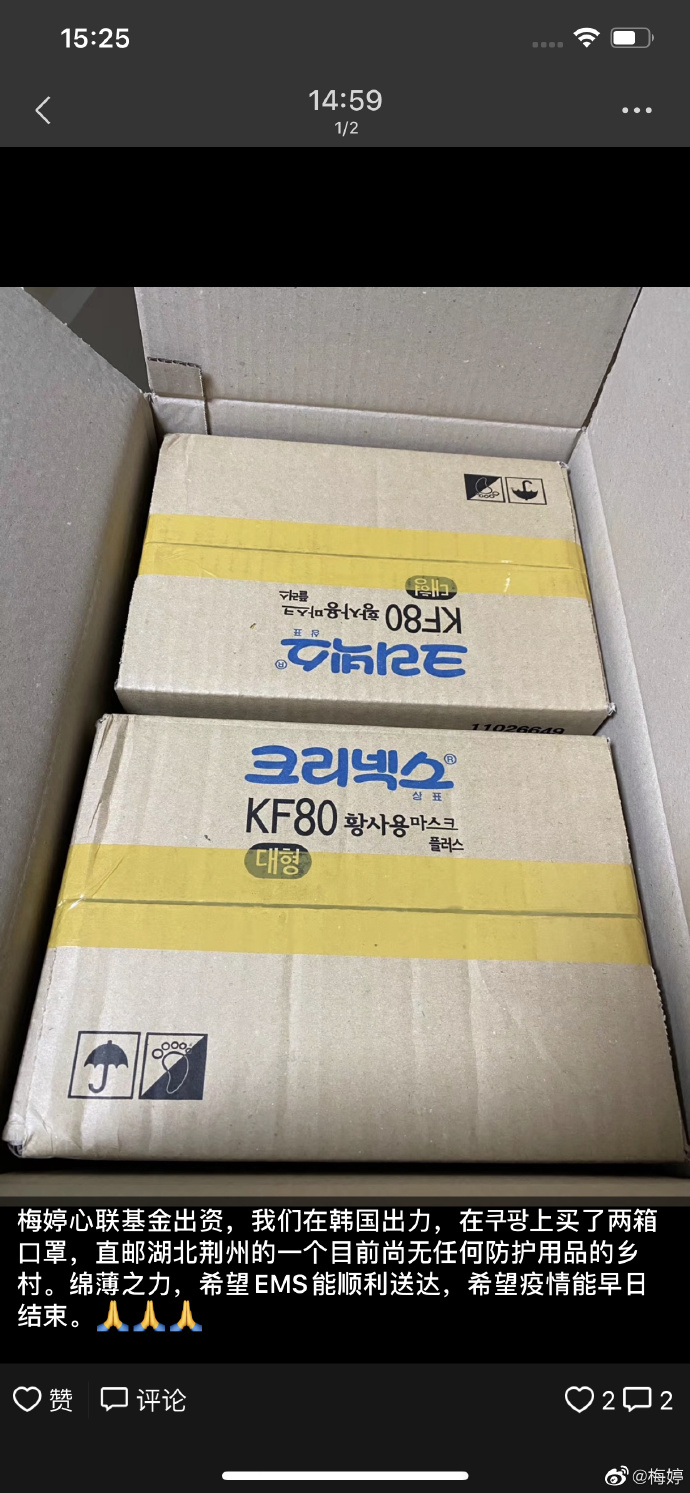 15:25
14:59
1/2
대형
KF80 황사용마스크
플러스
크리넥스®
상표
11026649
크리넥스®
상표
KF80 황사용마스크
플러스
대형
梅婷心联基金出资，我们在韩国出力，在쿠팡上买了两箱
口罩，直邮湖北荆州的一个目前尚无任何防护用品的乡
村。绵薄之力，希望EMS能顺利送达，希望疫情能早日
结束。🙏🙏🙏
赞 评论 2 2
@梅婷